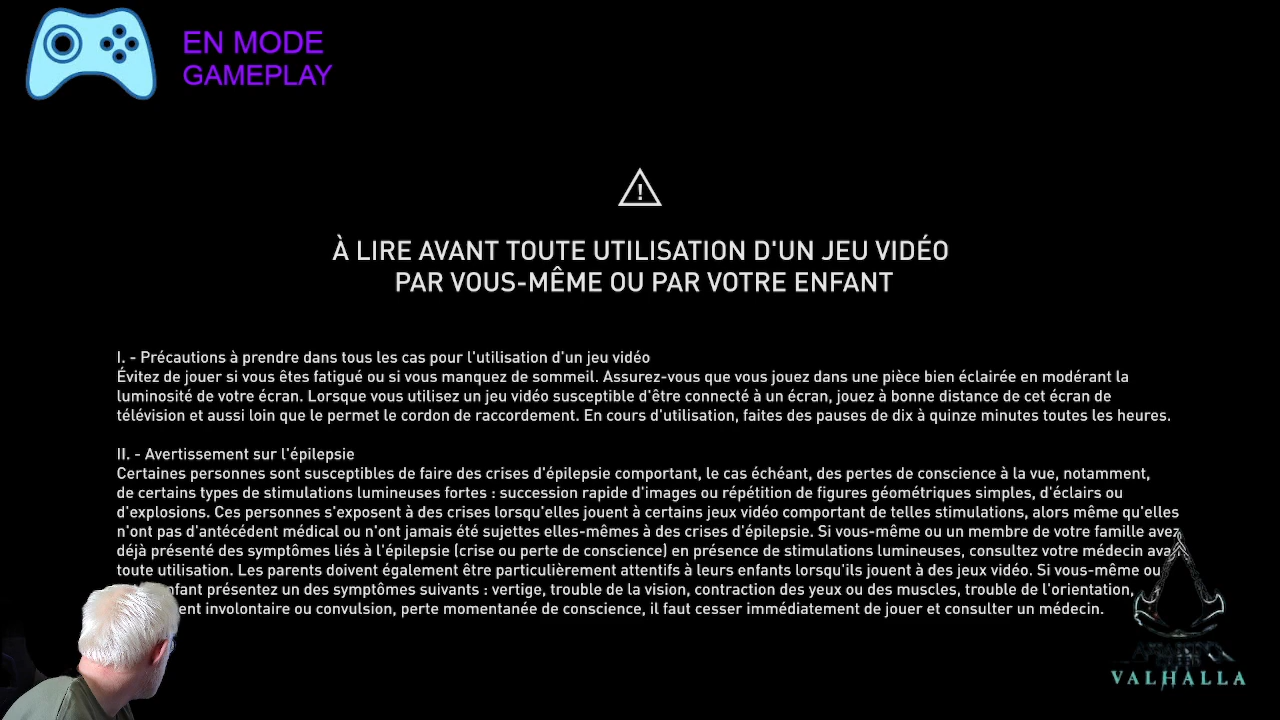 EN MODE
GAMEPLAY
À LIRE AVANT TOUTE UTILISATION D'UN JEU VIDÉO
PAR VOUS-MÊME OU PAR VOTRE ENFANT
I. - Précautions à prendre dans tous les cas pour l'utilisation d'un jeu vidéo
Évitez de jouer si vous êtes fatigué ou si vous manquez de sommeil. Assurez-vous que vous jouez dans une pièce bien éclairée en modérant la
luminosité de votre écran. Lorsque vous utilisez un jeu vidéo susceptible d'être connecté à un écran, jouez à bonne distance de cet écran de
télévision et aussi loin que le permet le cordon de raccordement. En cours d'utilisation, faites des pauses de dix à quinze minutes toutes les heures.
II. - Avertissement sur l'épilepsie
Certaines personnes sont susceptibles de faire des crises d'épilepsie comportant, le cas échéant, des pertes de conscience à la vue, notamment,
de certains types de stimulations lumineuses fortes : succession rapide d'images ou répétition de figures géométriques simples, d'éclairs ou
d'explosions. Ces personnes s'exposent à des crises lorsqu'elles jouent à certains jeux vidéo comportant de telles stimulations, alors même qu'elles
n'ont pas d'antécédent médical ou n'ont jamais été sujettes elles-mêmes à des crises d'épilepsie. Si vous-même ou un membre de votre famille avez
déjà présenté des symptômes liés à l'épilepsie (crise ou perte de conscience) en présence de stimulations lumineuses, consultez votre médecin
toute utilisation. Les parents doivent également être particulièrement attentifs à leurs enfants lorsqu'ils jouent à des jeux vidéo. Si vous-même ou
présentez un des symptômes suivants : vertige, trouble de la vision, contraction des yeux ou des muscles, trouble de l'orientation,
involontaire ou convulsion, perte momentanée de conscience, il faut cesser immédiatement de jouer et consulter un médecin.
VALHALLA